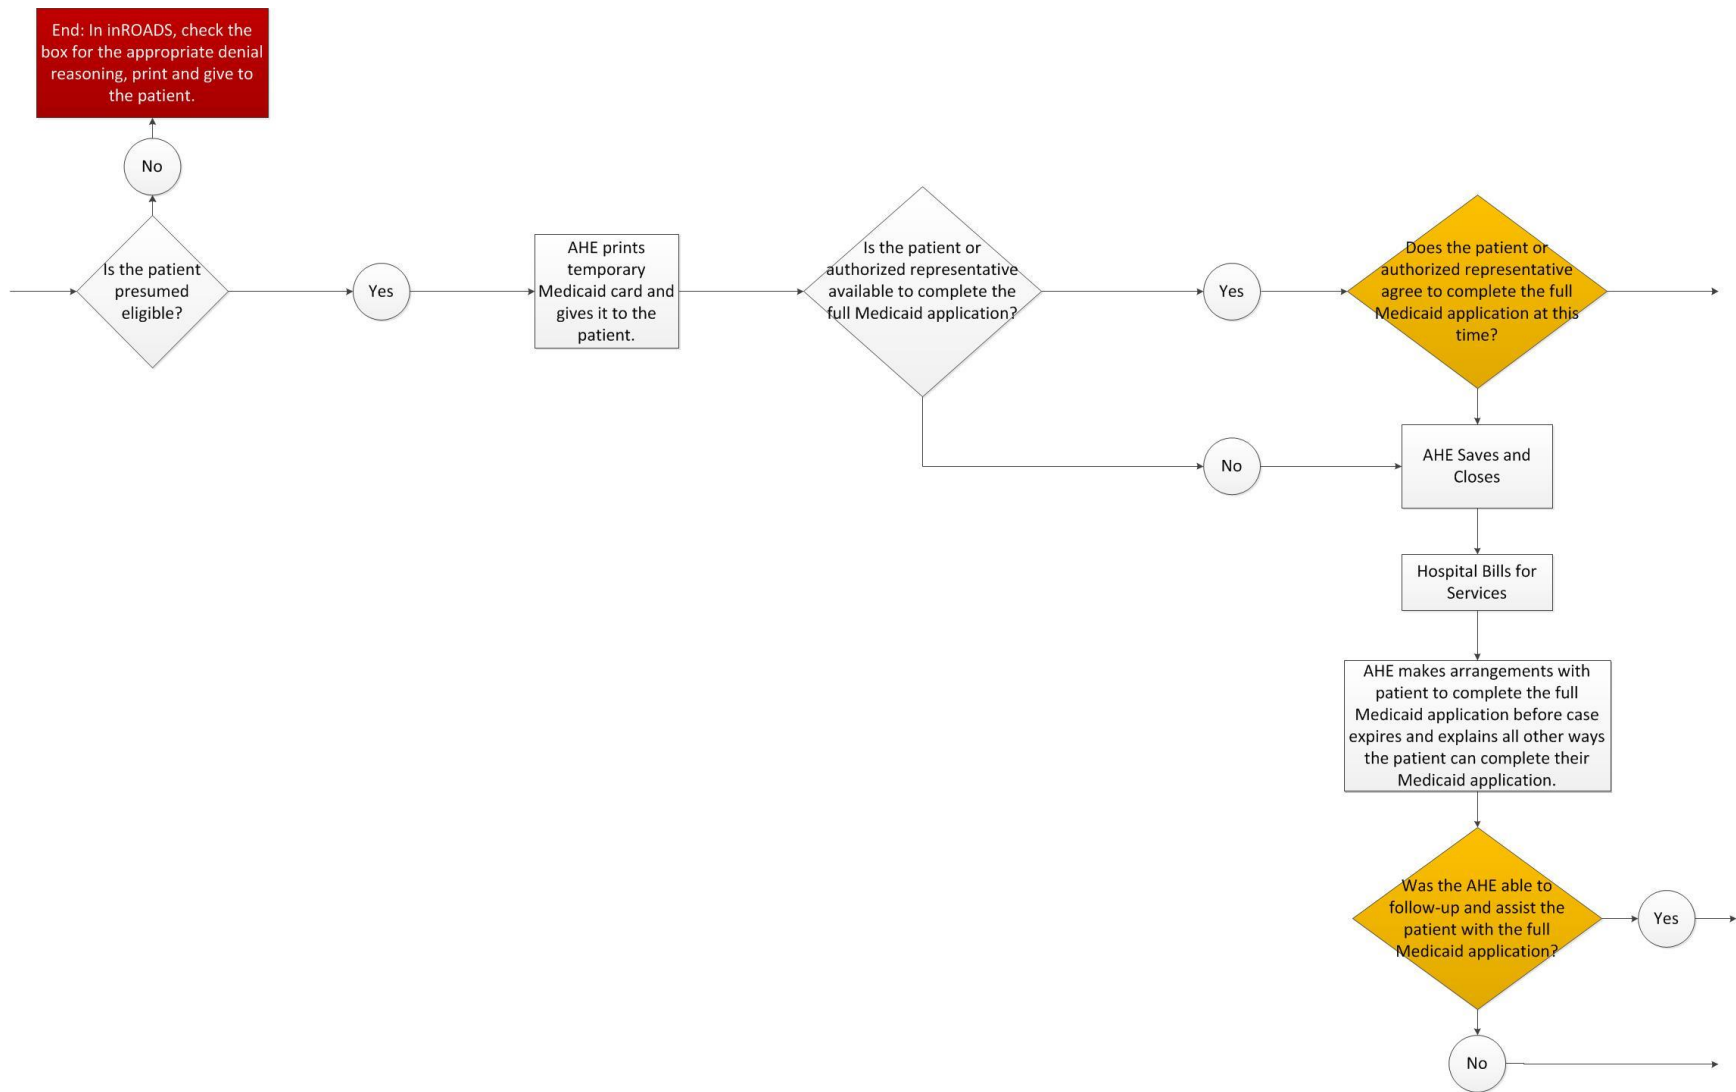 End: In inROADS, check the
box for the appropriate denial
reasoning, print and give to
the patient.
No
Is the patient
presumed
eligible?
Yes
AHE prints
temporary
Medicaid card and
gives it to the
patient.
Is the patient or
authorized representative
available to complete the
full Medicaid application?
Yes
Does the patient or
authorized representative
agree to complete the full
Medicaid application at this
time?
No
AHE Saves and
Closes
Hospital Bills for
Services
AHE makes arrangements with
patient to complete the full
Medicaid application before case
expires and explains all other ways
the patient can complete their
Medicaid application.
Was the AHE able to
follow-up and assist the
patient with the full
Medicaid application?
Yes
No